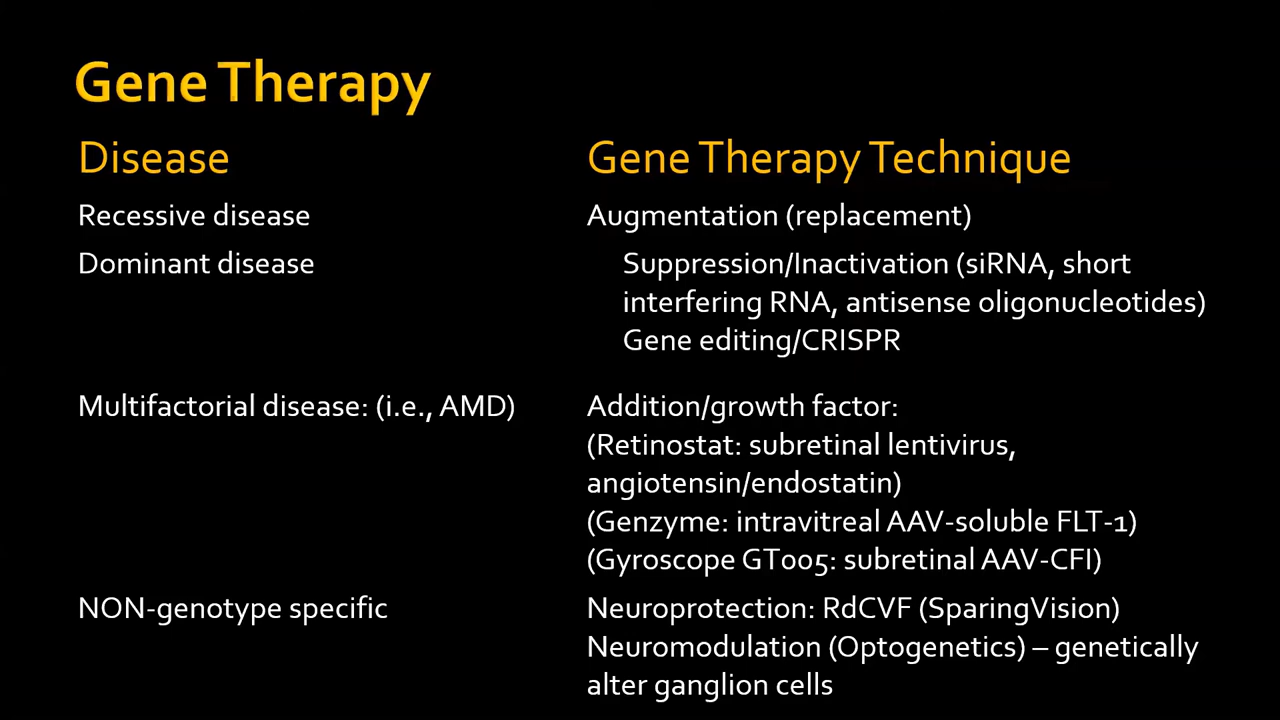 Gene Therapy
Disease
Gene Therapy Technique
Recessive disease
Augmentation (replacement)
Dominant disease
Suppression/Inactivation (siRNA, short
interfering RNA, antisense oligonucleotides)
Gene editing/CRISPR
Multifactorial disease: (i.e., AMD)
Addition/growth factor:
(Retinostat: subretinal lentivirus,
angiotensin/endostatin)
(Genzyme: intravitreal AAV-soluble FLT-1)
(Gyroscope GT005: subretinal AAV-CFI)
NON-genotype specific
Neuroprotection: RdCVF (SparingVision)
Neuromodulation (Optogenetics) – genetically
alter ganglion cells